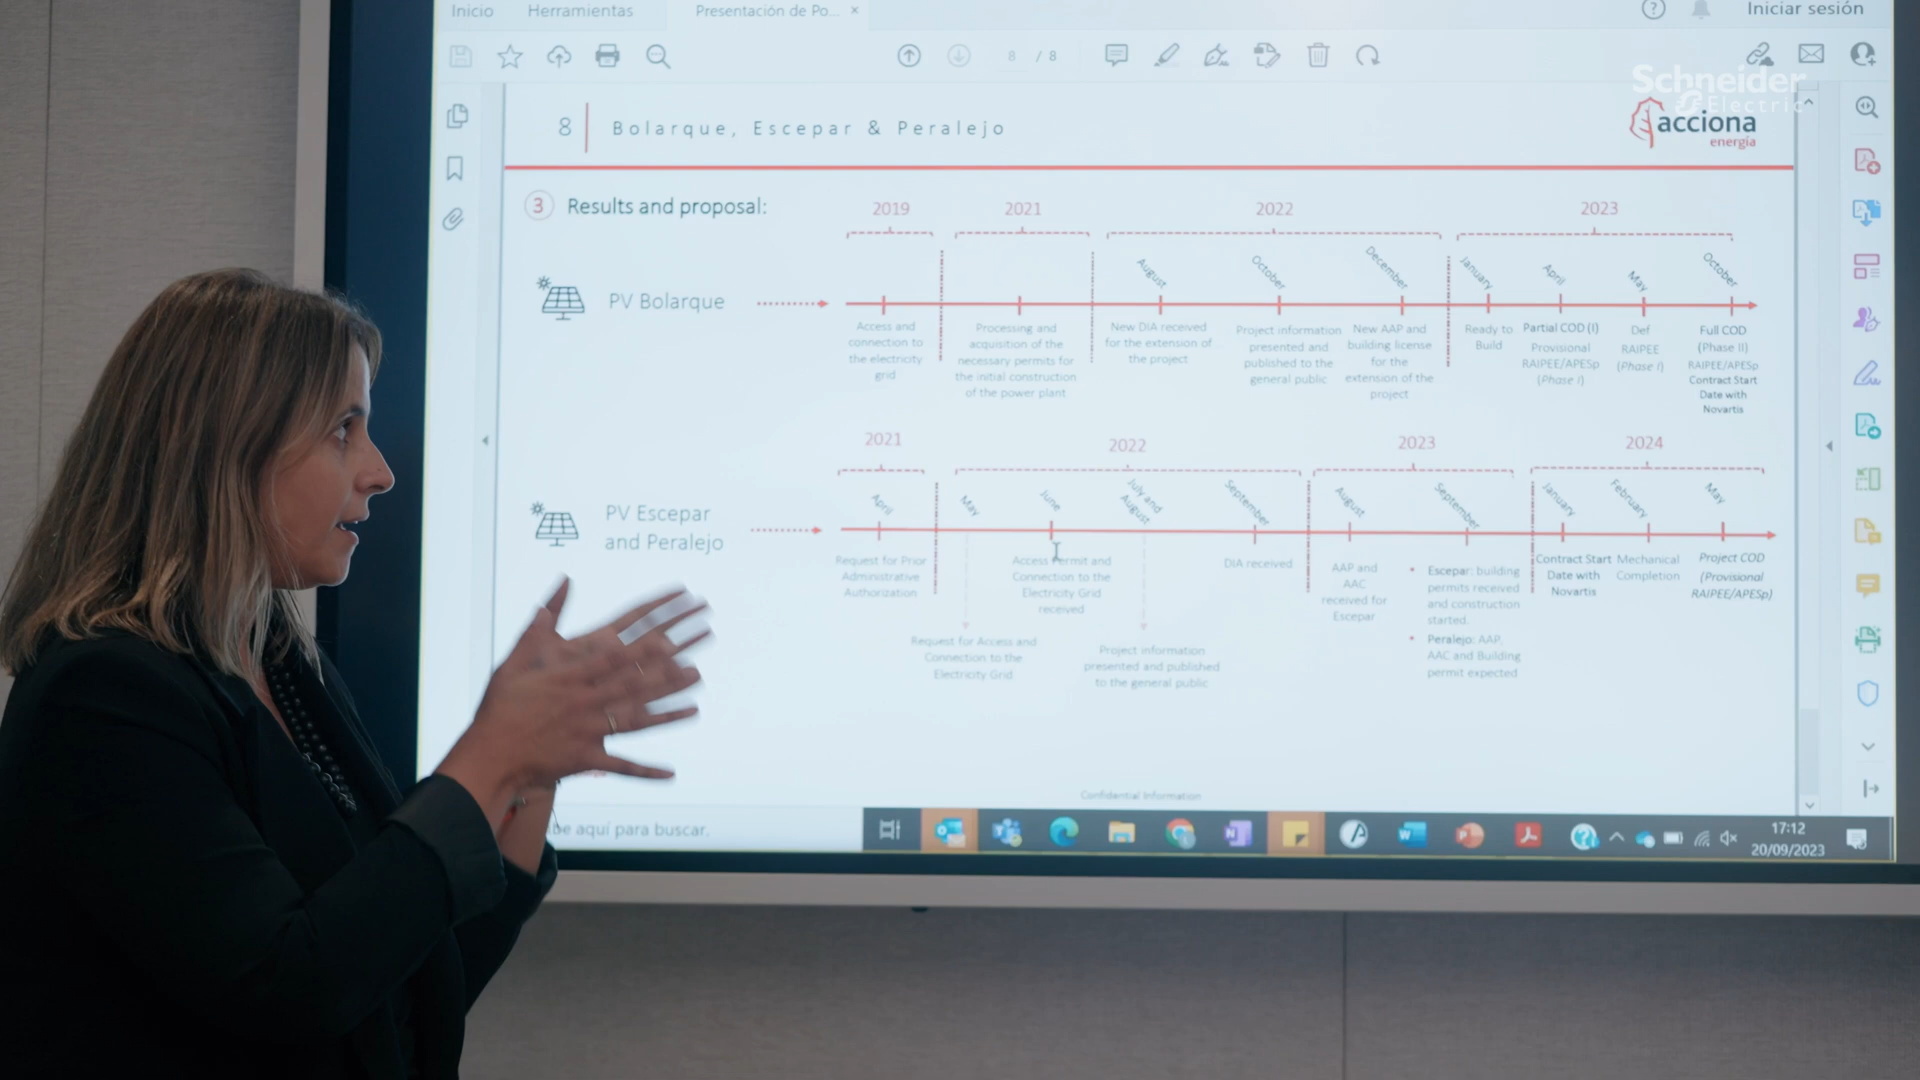 Inicio Herramientas Presentación de Po... × Iniciar sesión
8 / 8
Schneider
Electric
8 Bolarque, Escepar & Peralejo
acciona
energía
3 Results and proposal:
2019 2021 2022 2023
August October December January April May October
PV Bolarque
Access and
connection to
the electricity
grid
Processing and
acquisition of the
necessary permits for
the initial construction
of the power plant
New DIA received
for the extension of
the project
Project information
presented and
published to the
general public
New AAP and
building license
for the
extension of the
project
Ready to
Build
Partial COD (I)
Provisional
RAIPEE/APESp
(Phase I)
Def
RAIPEE
(Phase I)
Full COD
(Phase II)
RAIPEE/APESp
Contract Start
Date with
Novartis
2021 2022 2023 2024
April May June July and
August September August September January February May
PV Escepar
and Peralejo
Request for Prior
Administrative
Authorization
Request for Access and
Connection to the
Electricity Grid
Access Permit and
Connection to the
Electricity Grid
received
Project information
presented and published
to the general public
DIA received
AAP and
AAC
received for
Escepar
• Escepar: building
permits received
and construction
started.
• Peralejo: AAP,
AAC and Building
permit expected
Contract Start
Date with
Novartis
Mechanical
Completion
Project COD
(Provisional
RAIPEE/APESp)
Confidential Information
be aquí para buscar.
17:12
20/09/2023